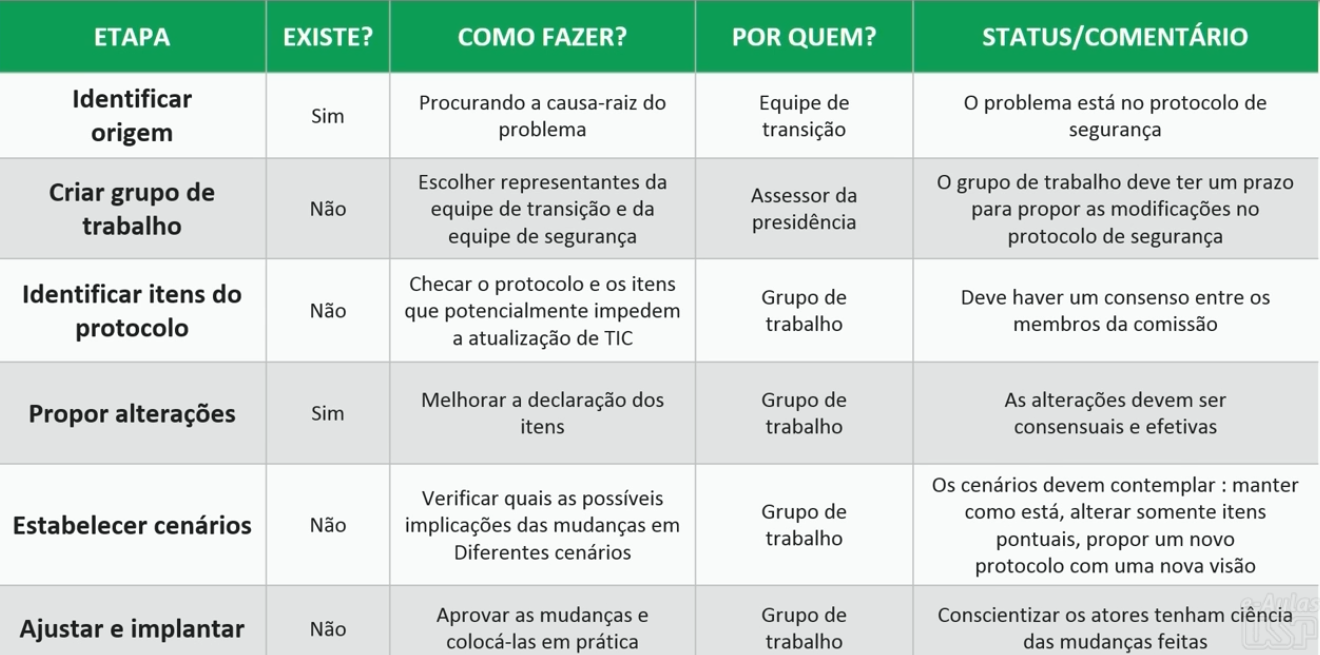 ETAPA
EXISTE?
COMO FAZER?
POR QUEM?
STATUS/COMENTÁRIO
Identificar
origem
Sim
Procurando a causa-raiz do
problema
Equipe de
transição
O problema está no protocolo de
segurança
Criar grupo de
trabalho
Não
Escolher representantes da
equipe de transição e da
equipe de segurança
Assessor da
presidência
O grupo de trabalho deve ter um prazo
para propor as modificações no
protocolo de segurança
Identificar itens do
protocolo
Não
Checar o protocolo e os itens
que potencialmente impedem
a atualização de TIC
Grupo de
trabalho
Deve haver um consenso entre os
membros da comissão
Propor alterações
Sim
Melhorar a declaração dos
itens
Grupo de
trabalho
As alterações devem ser
consensuais e efetivas
Estabelecer cenários
Não
Verificar quais as possíveis
implicações das mudanças em
Diferentes cenários
Grupo de
trabalho
Os cenários devem contemplar : manter
como está, alterar somente itens
pontuais, propor um novo
protocolo com uma nova visão
Ajustar e implantar
Não
Aprovar as mudanças e
colocá-las em prática
Grupo de
trabalho
Conscientizar os atores tenham ciência
das mudanças feitas
e-Aulas
USP